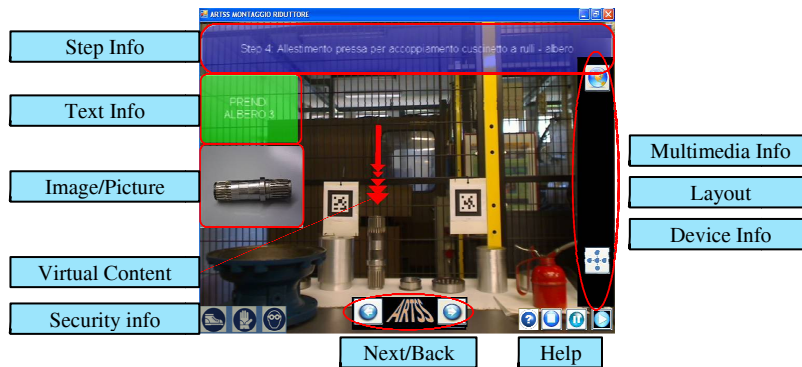 ARTSS MONTAGGIO RIDUTTORE
Step Info
Step 4: Allestimento pressa per accoppiamento cuscinetto a rulli - albero
Text Info
PRENDI
ALBERO 3
Image/Picture
Multimedia Info
Layout
Device Info
Virtual Content
Security info
ARTSS
?
Next/Back
Help